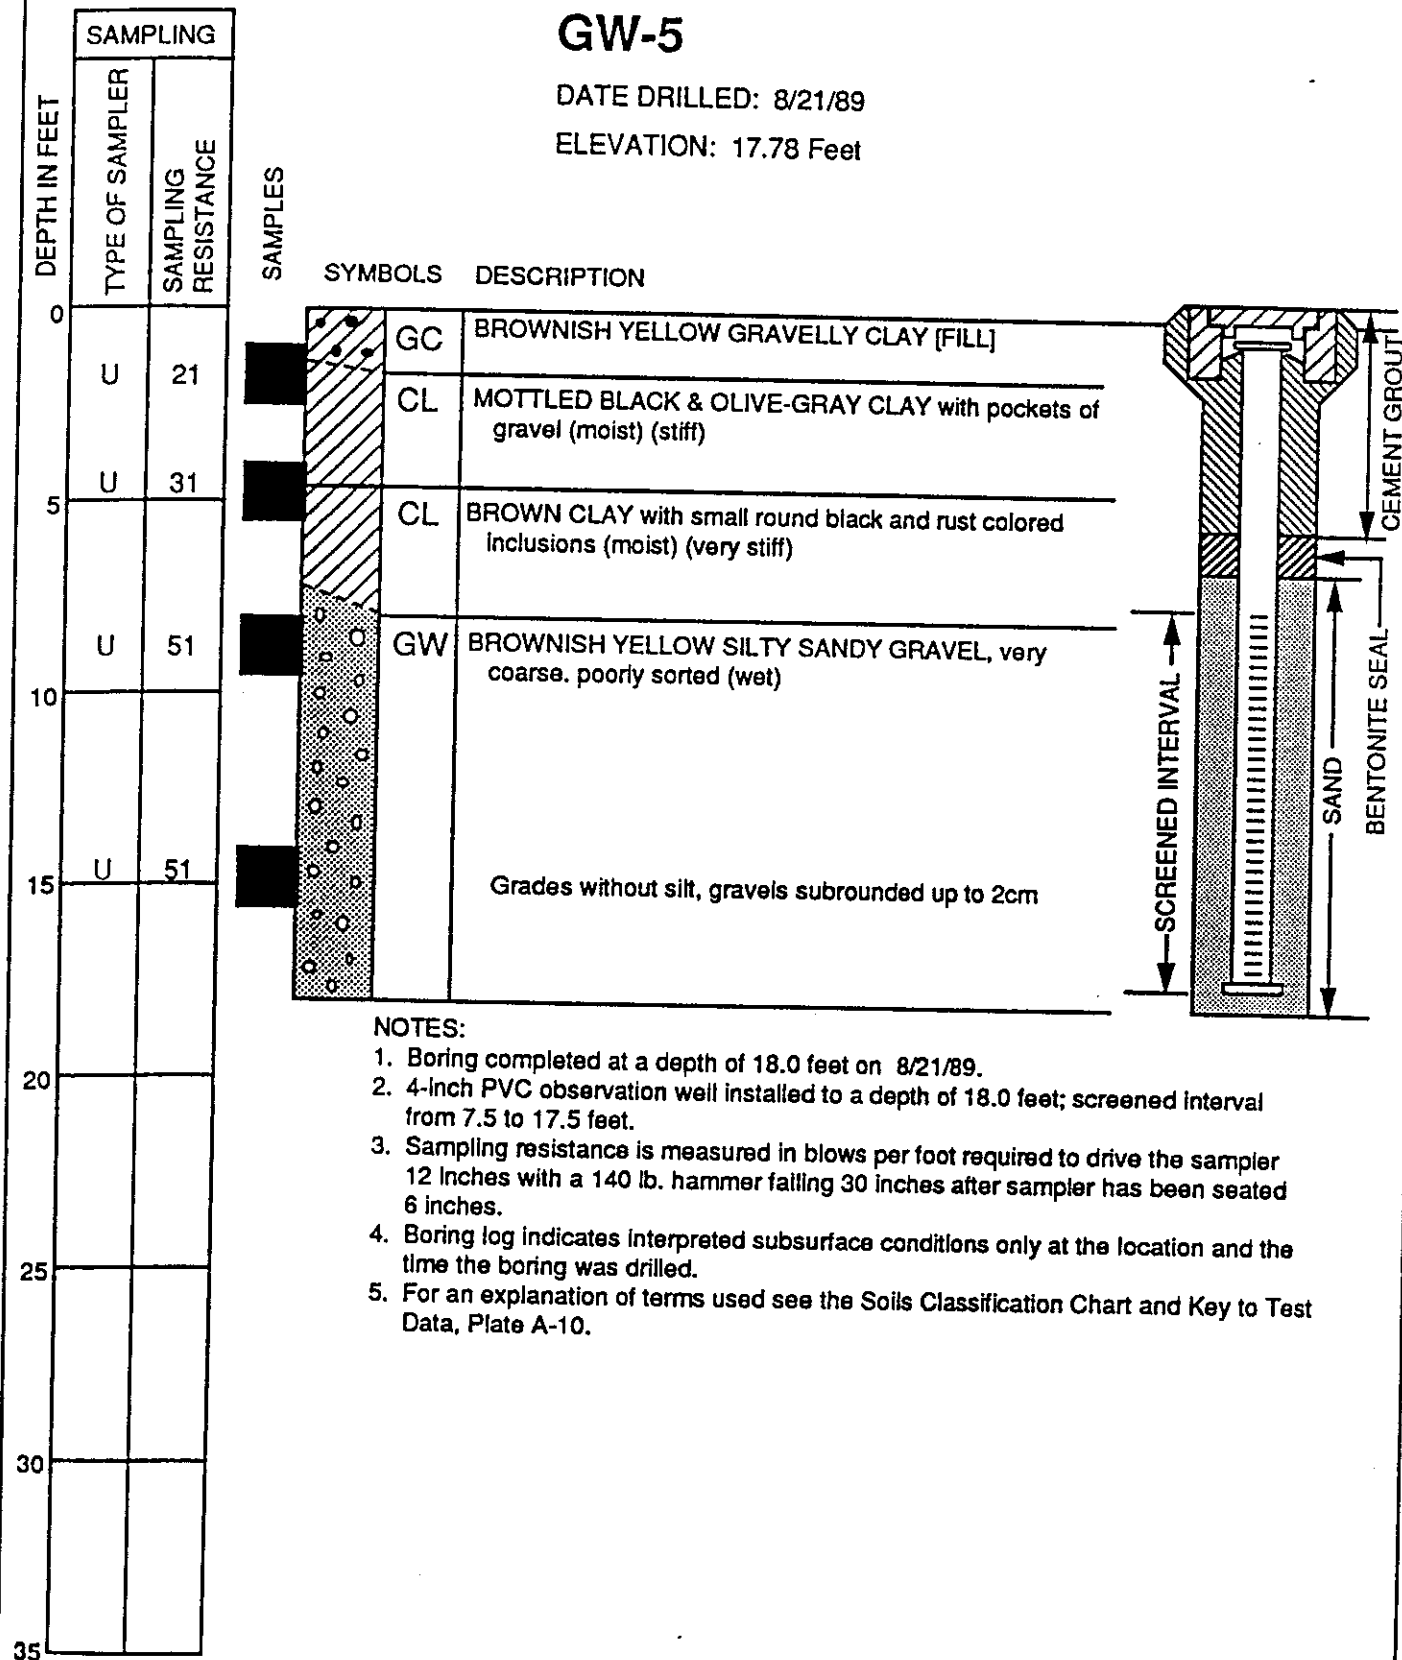 SAMPLING
GW-5
DATE DRILLED: 8/21/89
ELEVATION: 17.78 Feet
DEPTH IN FEET
TYPE OF SAMPLER
SAMPLING
RESISTANCE
SAMPLES
SYMBOLS DESCRIPTION
0
GC BROWNISH YELLOW GRAVELLY CLAY [FILL]
U 21
CL MOTTLED BLACK & OLIVE-GRAY CLAY with pockets of
gravel (moist) (stiff)
U 31
5
CL BROWN CLAY with small round black and rust colored
inclusions (moist) (very stiff)
U 51
GW BROWNISH YELLOW SILTY SANDY GRAVEL, very
coarse. poorly sorted (wet)
10
U 51
15
Grades without silt, gravels subrounded up to 2cm
CEMENT GROUT
BENTONITE SEAL
SCREENED INTERVAL
SAND
20
25
30
35
NOTES:
1. Boring completed at a depth of 18.0 feet on 8/21/89.
2. 4-inch PVC observation well installed to a depth of 18.0 feet; screened interval
from 7.5 to 17.5 feet.
3. Sampling resistance is measured in blows per foot required to drive the sampler
12 inches with a 140 lb. hammer falling 30 inches after sampler has been seated
6 inches.
4. Boring log indicates interpreted subsurface conditions only at the location and the
time the boring was drilled.
5. For an explanation of terms used see the Soils Classification Chart and Key to Test
Data, Plate A-10.